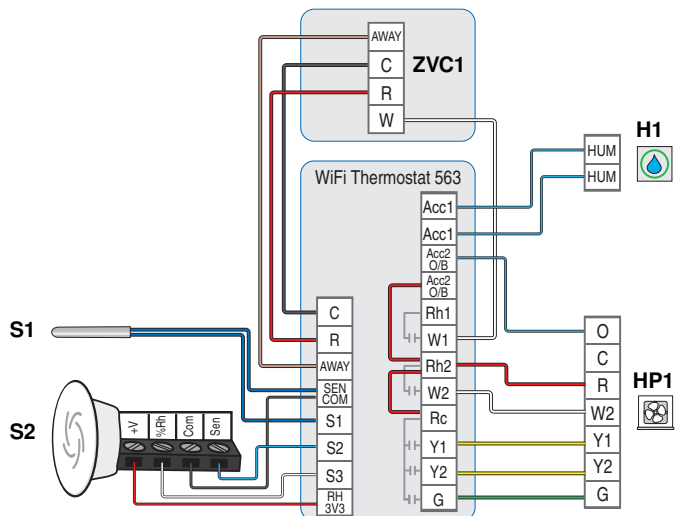 AWAY
C
R
W
ZVC1
H1
HUM
HUM
WiFi Thermostat 563
Acc1
Acc1
Acc2
O/B
Acc2
O/B
Rh1
W1
Rh2
W2
Rc
Y1
Y2
G
C
R
AWAY
SEN
COM
S1
S2
S3
RH
3V3
S1
S2
+V
%Rh
Com
Sen
O
C
R
W2
Y1
Y2
G
HP1